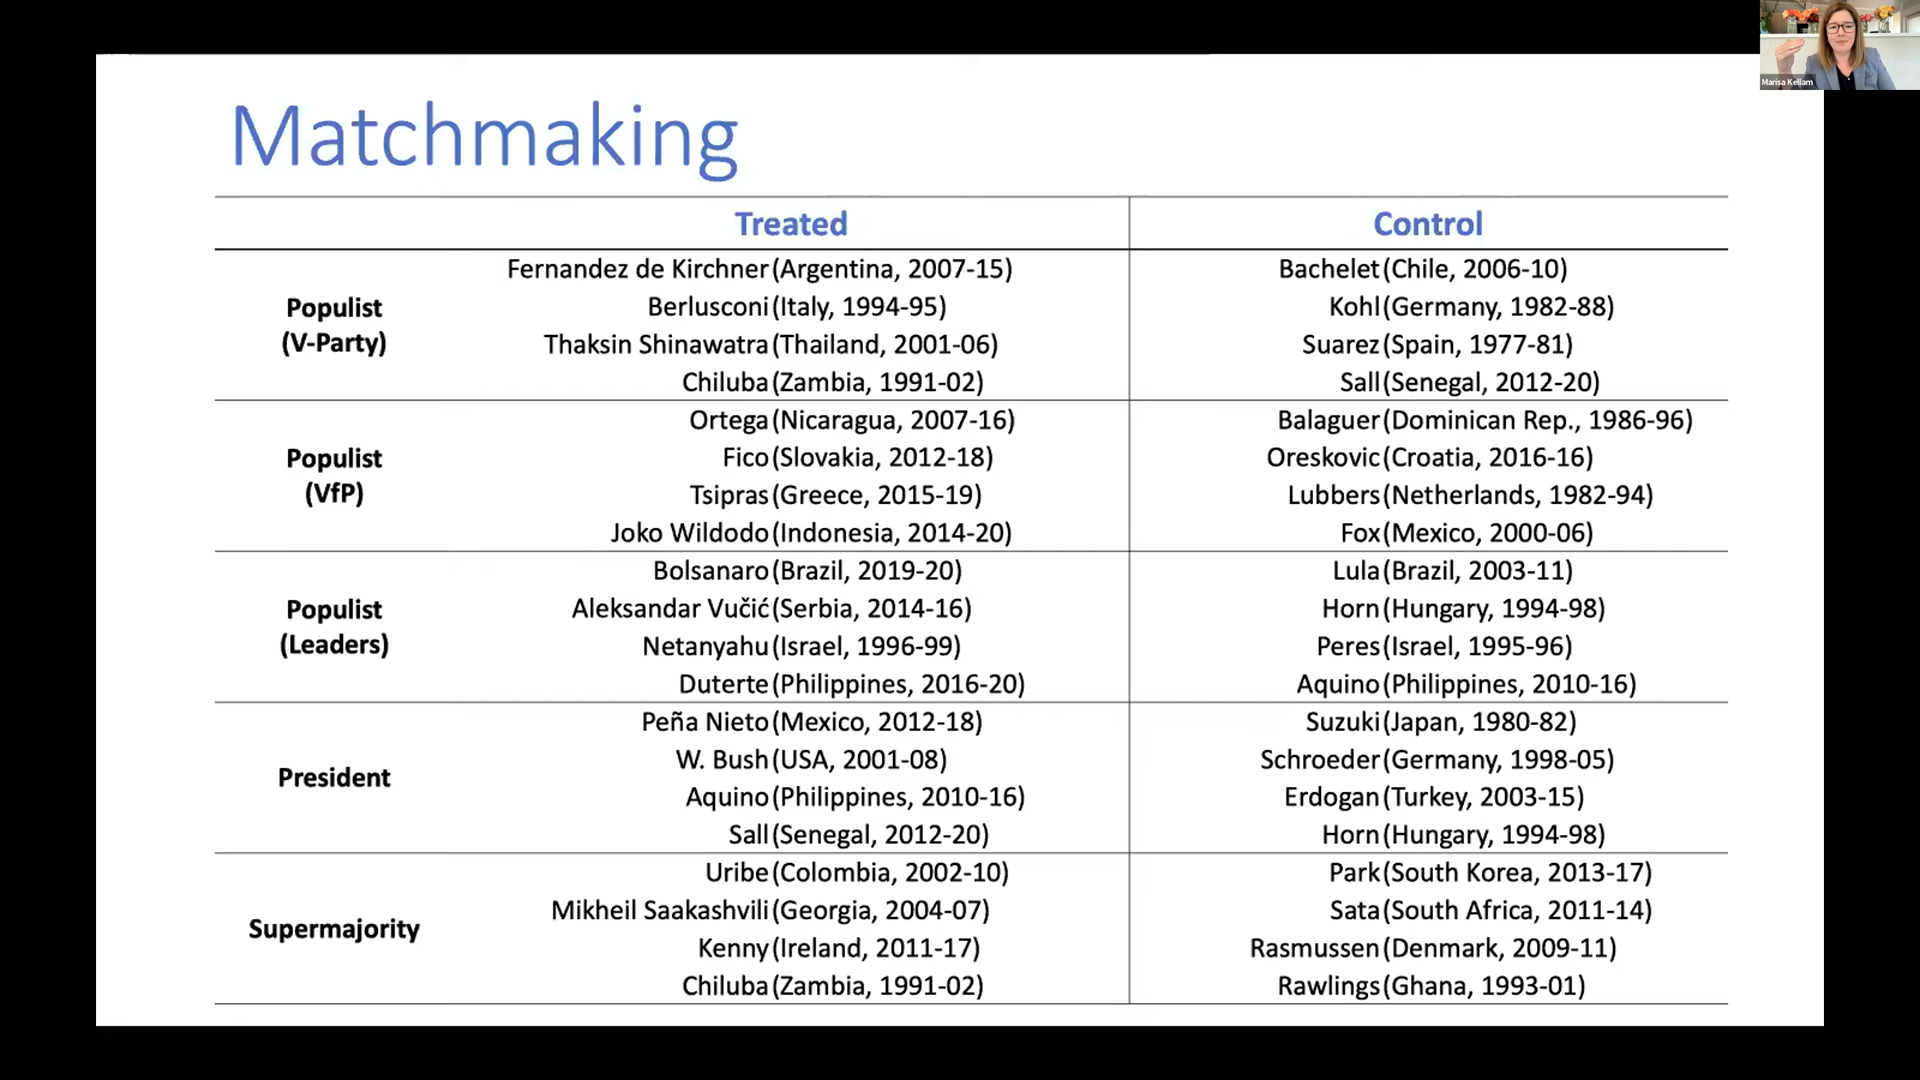 Matchmaking
Marisa Kellam
Treated Control
Populist (V-Party)
Fernandez de Kirchner (Argentina, 2007-15) Bachelet (Chile, 2006-10)
Berlusconi (Italy, 1994-95) Kohl (Germany, 1982-88)
Thaksin Shinawatra (Thailand, 2001-06) Suarez (Spain, 1977-81)
Chiluba (Zambia, 1991-02) Sall (Senegal, 2012-20)
Populist (VfP)
Ortega (Nicaragua, 2007-16) Balaguer (Dominican Rep., 1986-96)
Fico (Slovakia, 2012-18) Oreskovic (Croatia, 2016-16)
Tsipras (Greece, 2015-19) Lubbers (Netherlands, 1982-94)
Joko Wildodo (Indonesia, 2014-20) Fox (Mexico, 2000-06)
Populist (Leaders)
Bolsanaro (Brazil, 2019-20) Lula (Brazil, 2003-11)
Aleksandar Vučić (Serbia, 2014-16) Horn (Hungary, 1994-98)
Netanyahu (Israel, 1996-99) Peres (Israel, 1995-96)
Duterte (Philippines, 2016-20) Aquino (Philippines, 2010-16)
President
Peña Nieto (Mexico, 2012-18) Suzuki (Japan, 1980-82)
W. Bush (USA, 2001-08) Schroeder (Germany, 1998-05)
Aquino (Philippines, 2010-16) Erdogan (Turkey, 2003-15)
Sall (Senegal, 2012-20) Horn (Hungary, 1994-98)
Supermajority
Uribe (Colombia, 2002-10) Park (South Korea, 2013-17)
Mikheil Saakashvili (Georgia, 2004-07) Sata (South Africa, 2011-14)
Kenny (Ireland, 2011-17) Rasmussen (Denmark, 2009-11)
Chiluba (Zambia, 1991-02) Rawlings (Ghana, 1993-01)